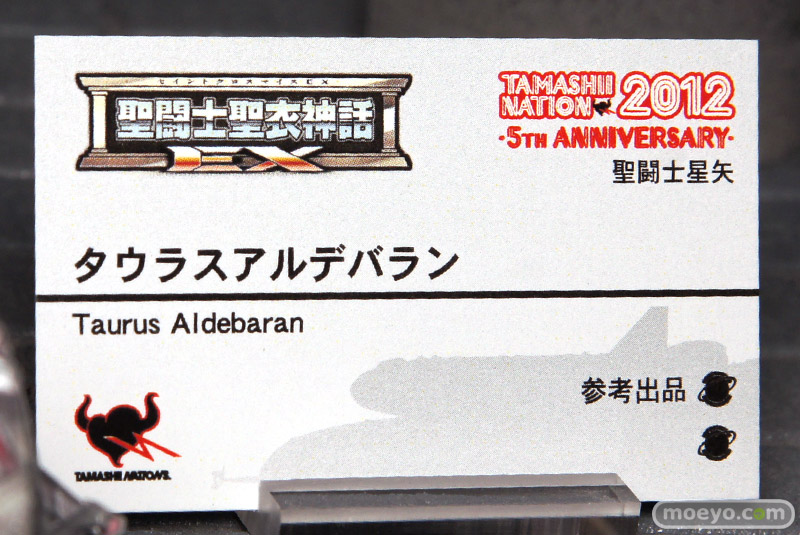 セイントクロスマイスEX
聖闘士聖衣神話
EX
TAMASHII
NATION 2012
·5TH ANNIVERSARY·
聖闘士星矢
タウラスアルデバラン
Taurus Aldebaran
参考出品
TAMASHII NATIONS.
moeyo.com